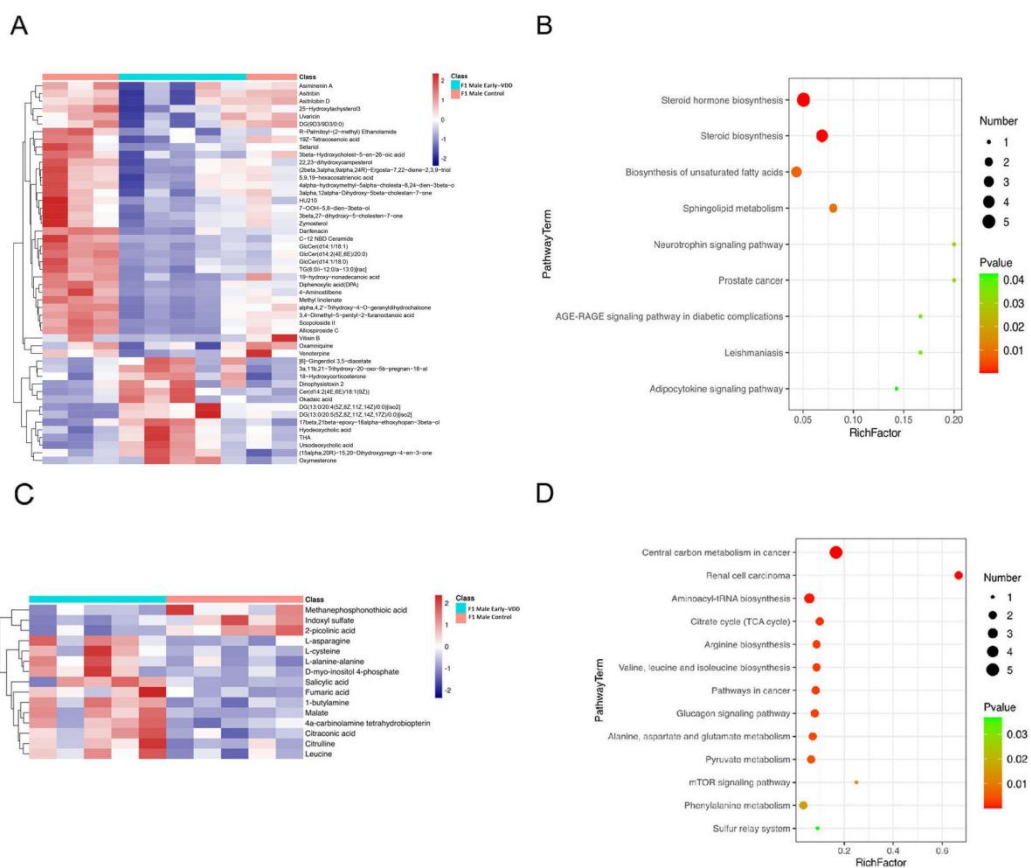 A
Class
Asiminenin A
Astribin
Astrilobin D
25-Hydroxytachysterol3
Uvaricin
DG(9D3/9D3/0:0)
R-Palmitoyl-(2-methyl) Ethanolamide
19Z-Tetracosenoic acid
Setariol
3beta-Hydroxycholest-5-en-26-oic acid
22,23-dihydroxycampesterol
(2beta,3alpha,9alpha,24R)-Ergosta-7,22-diene-2,3,9-triol
5,9,19-hexacosatrienoic acid
4alpha-hydroxymethyl-5alpha-cholesta-8,24-dien-3beta-o
3alpha,12alpha-Dihydroxy-5beta-cholestan-7-one
HU210
7-OOH-5,8-dien-3beta-ol
3beta,27-dihydroxy-5-cholesten-7-one
Zymosterol
Darifenacin
C-12 NBD Ceramide
GlcCer(d14:1/18:1)
GlcCer(d14:2(4E,6E)/20:0)
GlcCer(d14:1/18:0)
TG(8:0/i-12:0/a-13:0)[rac]
19-hydroxy-nonadecanoic acid
Diphenoxylic acid(DPA)
4-Aminostilbene
Methyl linolenate
alpha,4,2'-Trihydroxy-4-O-geranyldihydrochalcone
3,4-Dimethyl-5-pentyl-2-furanoctanoic acid
Scopoloside II
Alliospiroside C
Vitisin B
Oxamniquine
Venoterpine
[6]-Gingerdiol 3,5-diacetate
3a,11b,21-Trihydroxy-20-oxo-5b-pregnan-18-al
18-Hydroxycorticosterone
Dinophysistoxin 2
Cer(d14:2(4E,6E)/18:1(9Z))
Okadaic acid
DG(13:0/20:4(5Z,8Z,11Z,14Z)/0:0)[iso2]
DG(13:0/20:5(5Z,8Z,11Z,14Z,17Z)/0:0)[iso2]
17beta,21beta-epoxy-16alpha-ethoxyhopan-3beta-ol
Hyodeoxycholic acid
THA
Ursodeoxycholic acid
(15alpha,20R)-15,20-Dihydroxypregn-4-en-3-one
Oxymesterone
2
1
0
-1
-2
Class
F1 Male Early-VDD
F1 Male Control
B
PathwayTerm
Steroid hormone biosynthesis
Steroid biosynthesis
Biosynthesis of unsaturated fatty acids
Sphingolipid metabolism
Neurotrophin signaling pathway
Prostate cancer
AGE-RAGE signaling pathway in diabetic complications
Leishmaniasis
Adipocytokine signaling pathway
0.05 0.10 0.15 0.20
RichFactor
Number
1
2
3
4
5
Pvalue
0.04
0.03
0.02
0.01
C
Class
Methanephosphonothioic acid
Indoxyl sulfate
2-picolinic acid
L-asparagine
L-cysteine
L-alanine-alanine
D-myo-inositol 4-phosphate
Salicylic acid
Fumaric acid
1-butylamine
Malate
4a-carbinolamine tetrahydrobiopterin
Citraconic acid
Citrulline
Leucine
2
1
0
-1
-2
Class
F1 Male Early-VDD
F1 Male Control
D
PathwayTerm
Central carbon metabolism in cancer
Renal cell carcinoma
Aminoacyl-tRNA biosynthesis
Citrate cycle (TCA cycle)
Arginine biosynthesis
Valine, leucine and isoleucine biosynthesis
Pathways in cancer
Glucagon signaling pathway
Alanine, aspartate and glutamate metabolism
Pyruvate metabolism
mTOR signaling pathway
Phenylalanine metabolism
Sulfur relay system
0.2 0.4 0.6
RichFactor
Number
1
2
3
4
5
Pvalue
0.03
0.02
0.01